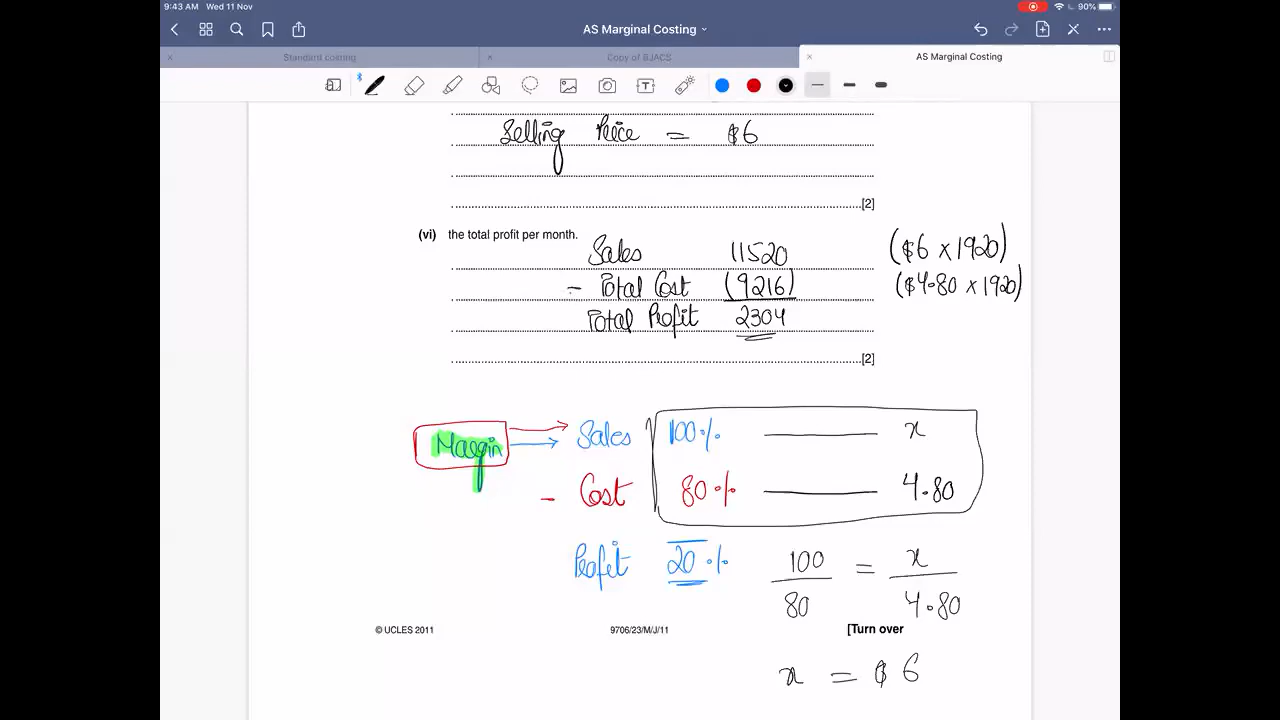 9:43 AM Wed 11 Nov
90%
AS Marginal Costing
Standard costing
Copy of BJACS
AS Marginal Costing
Selling Price = $6
[2]
(vi) the total profit per month.
Sales 11520 ($6 x 1920)
- Total Cost (9216) ($4.80 x 1920)
Total Profit 2304
[2]
Margin Sales 100% x
- Cost 80% 4.80
Profit 20%
100 = x
80 4.80
© UCLES 2011
9706/23/M/J/11
[Turn over
x = $6